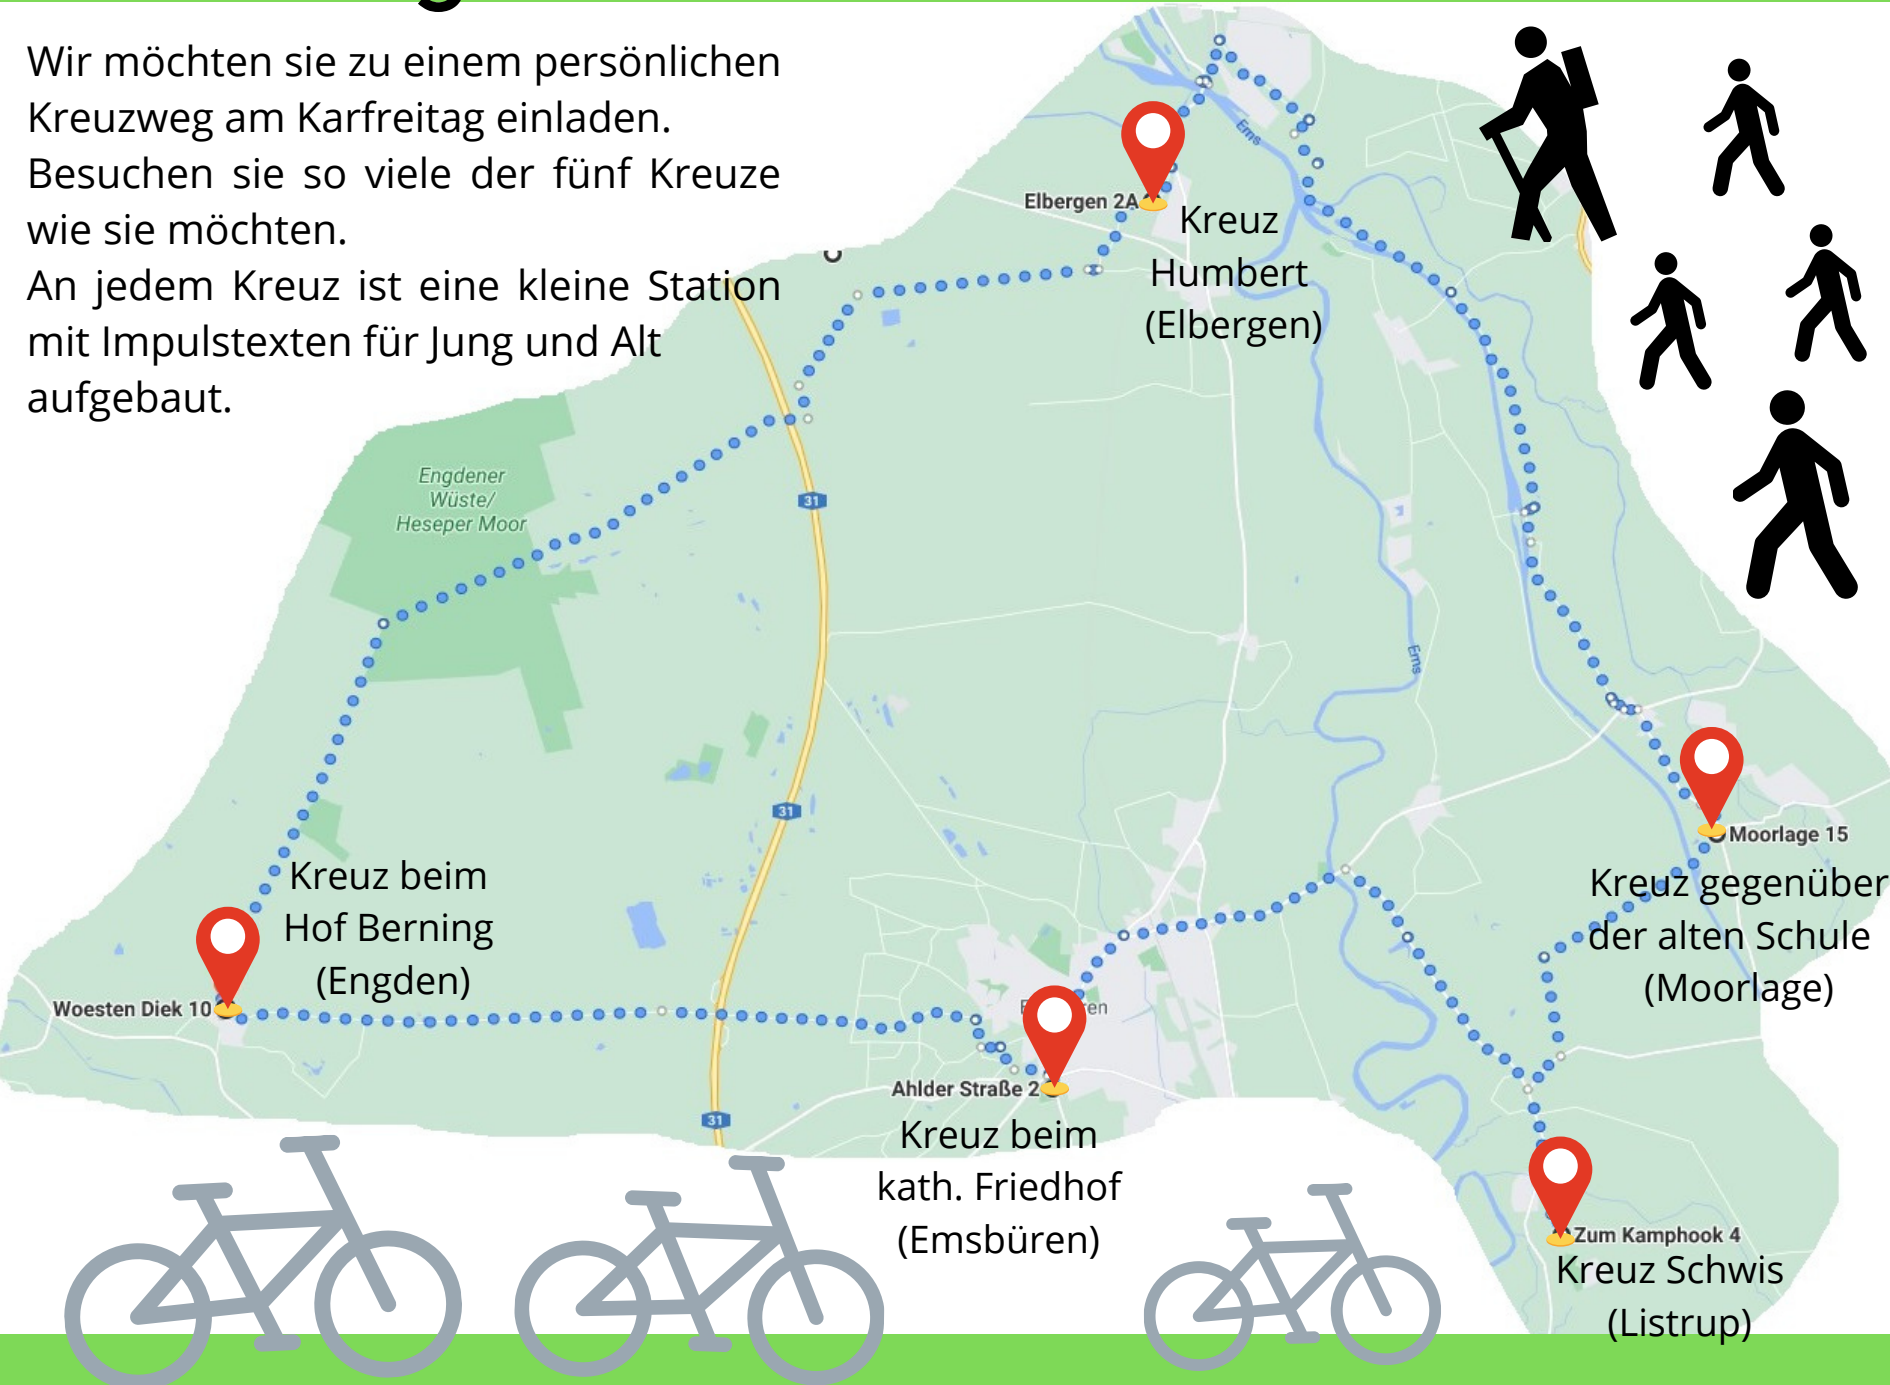 Wir möchten sie zu einem persönlichen
Kreuzweg am Karfreitag einladen.
Besuchen sie so viele der fünf Kreuze
wie sie möchten.
An jedem Kreuz ist eine kleine Station
mit Impulstexten für Jung und Alt
aufgebaut.
Ems
Elbergen 2A
Kreuz
Humbert
(Elbergen)
Engdener
Wüste/
Heseper Moor
31
Ems
31
Moorlage 15
Kreuz gegenüber
der alten Schule
(Moorlage)
Kreuz beim
Hof Berning
(Engden)
Woesten Diek 10
Ahlder Straße 2
31
Kreuz beim
kath. Friedhof
(Emsbüren)
Zum Kamphook 4
Kreuz Schwis
(Listrup)